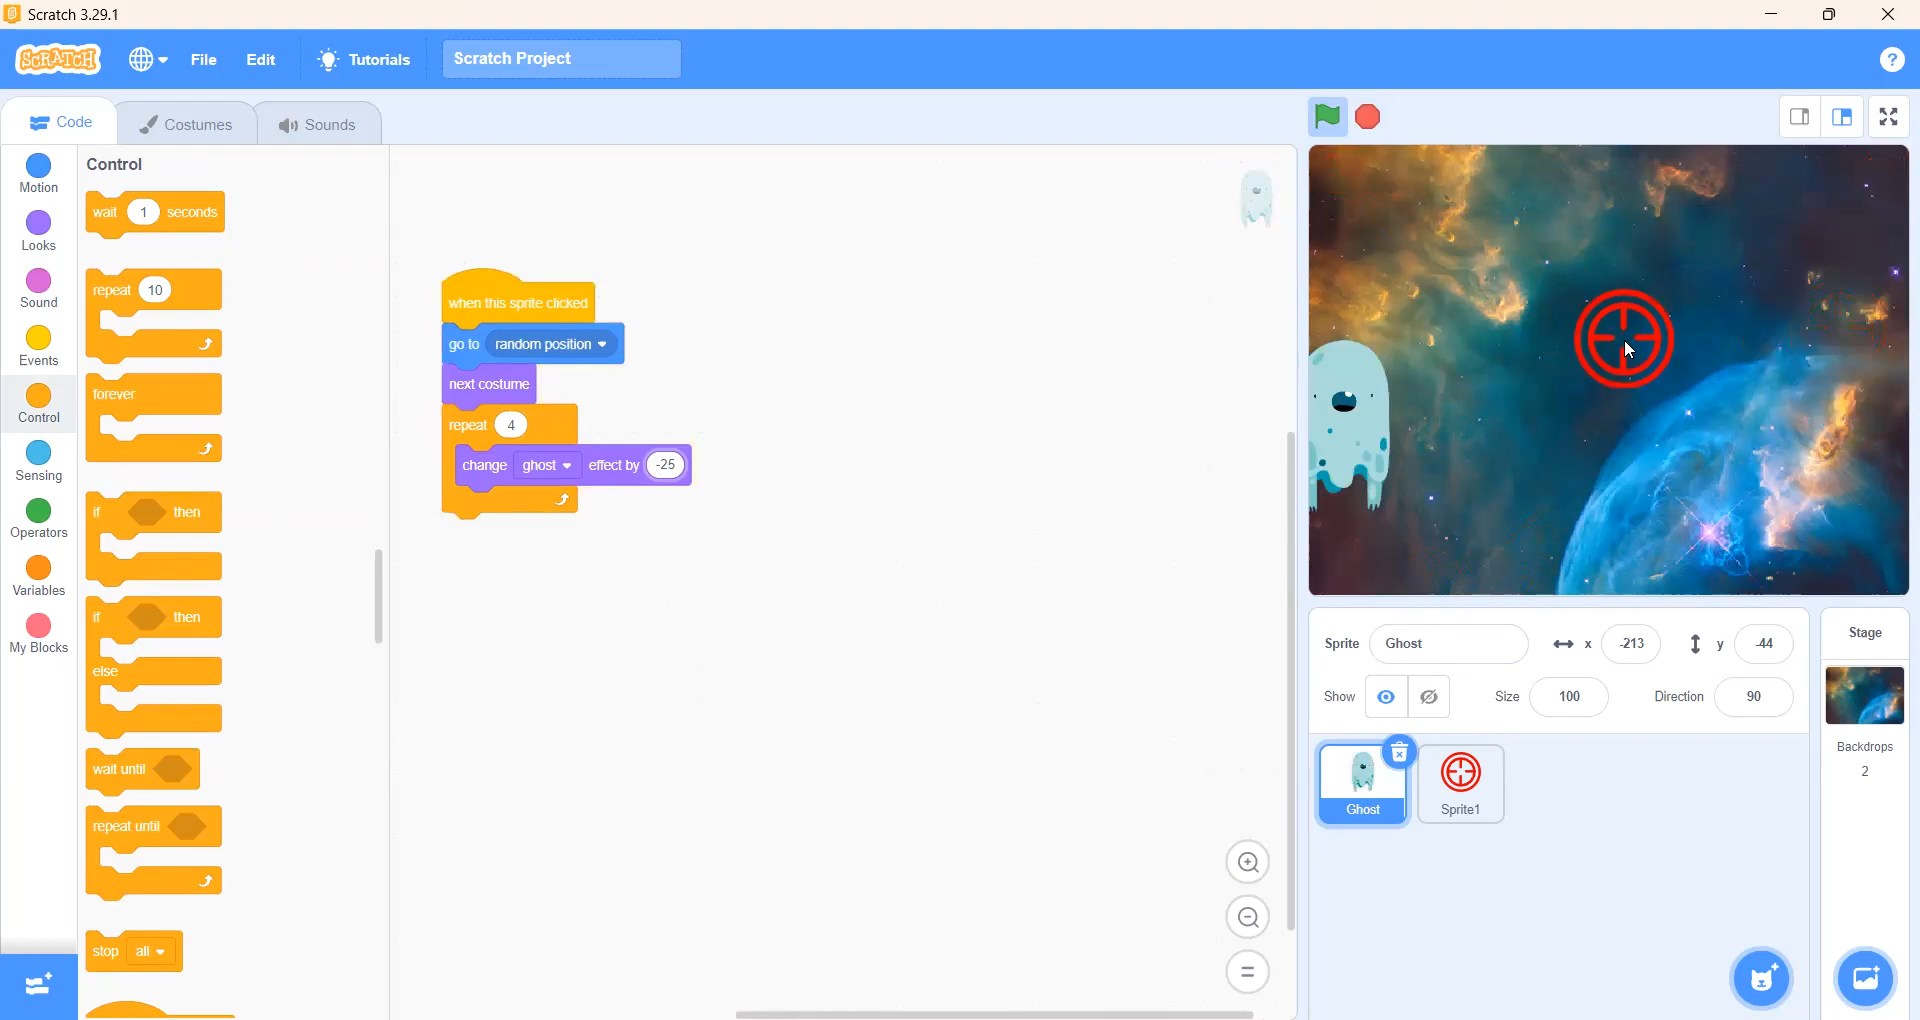 Scratch 3.29.1
SCRATCH File Edit Tutorials Scratch Project ?
Code Costumes Sounds
Motion
Looks
Sound
Events
Control
Sensing
Operators
Variables
My Blocks
Control
wait 1 seconds
repeat 10
forever
if then
if then
else
wait until
repeat until
stop all
when this sprite clicked
go to random position
next costume
repeat 4
change ghost effect by -25
Sprite Ghost x -213 y -44
Show Size 100 Direction 90
Ghost
Sprite1
Stage
Backdrops
2